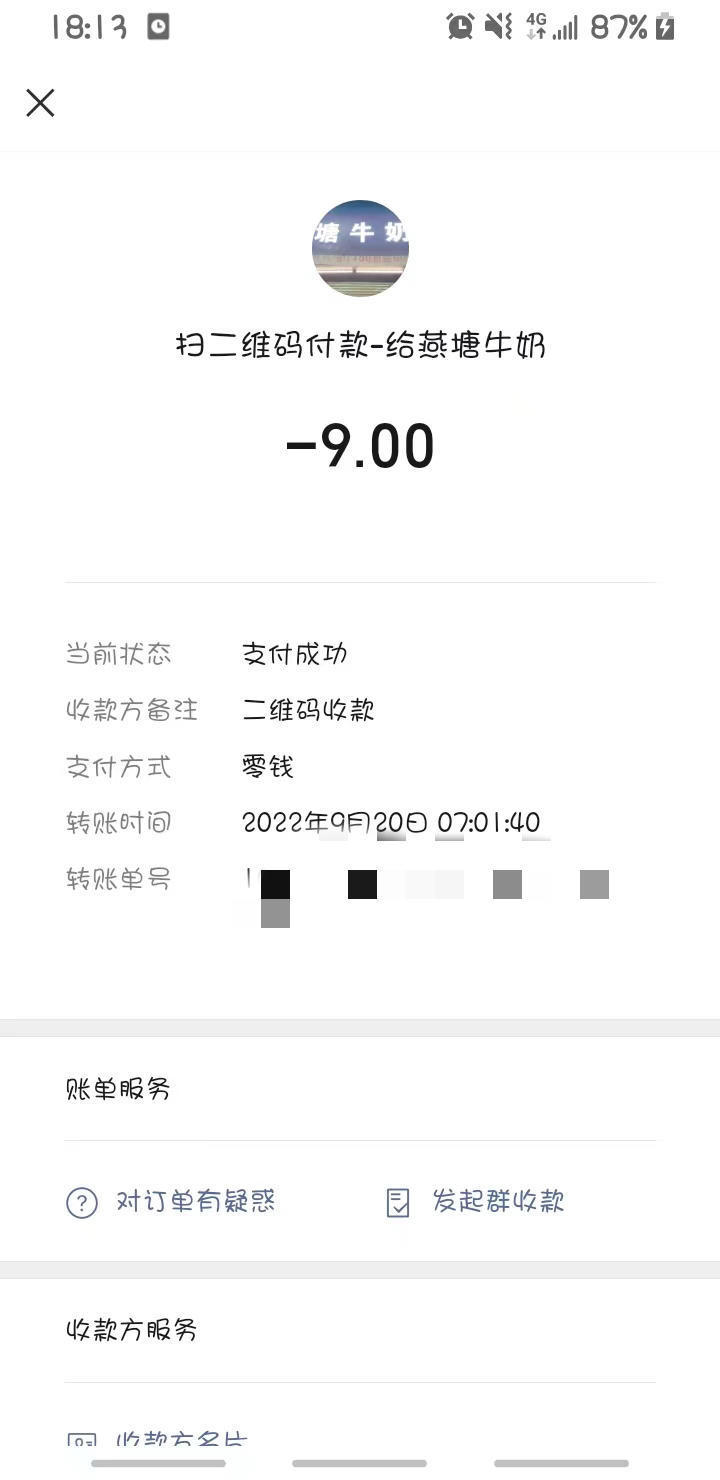 18:13
4G 87%
塘牛奶
扫二维码付款-给燕塘牛奶
-9.00
当前状态 支付成功
收款方备注 二维码收款
支付方式 零钱
转账时间 2022年9月20日 07:01:40
转账单号
账单服务
对订单有疑惑 发起群收款
收款方服务
收款方名片